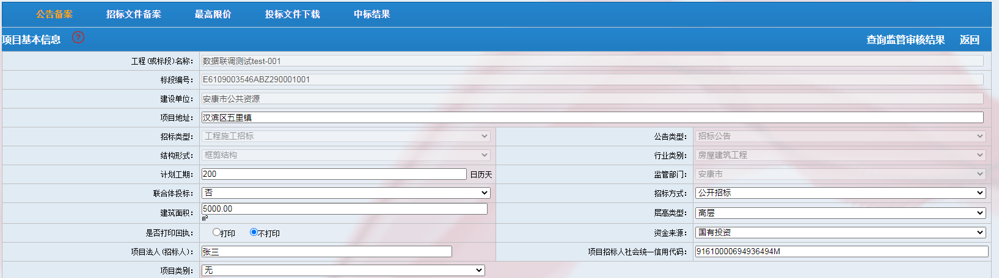 公告备案 招标文件备案 最高限价 投标文件下载 中标结果
项目基本信息 ? 查询监管审核结果 返回
工程(或标段)名称： 数据联调测试test-001
标段编号： E6109003546ABZ290001001
建设单位： 安康市公共资源
项目地址： 汉滨区五里镇
招标类型： 工程施工招标 公告类型： 招标公告
结构形式： 框剪结构 行业类别： 房屋建筑工程
计划工期： 200 日历天 监管部门： 安康市
联合体投标： 否 招标方式： 公开招标
建筑面积： 5000.00 ㎡ 层高类型： 高层
是否打印回执： 打印 不打印 资金来源： 国有投资
项目法人(招标人)： 张三 项目招标人社会统一信用代码： 91610000694936494M
项目类别： 无